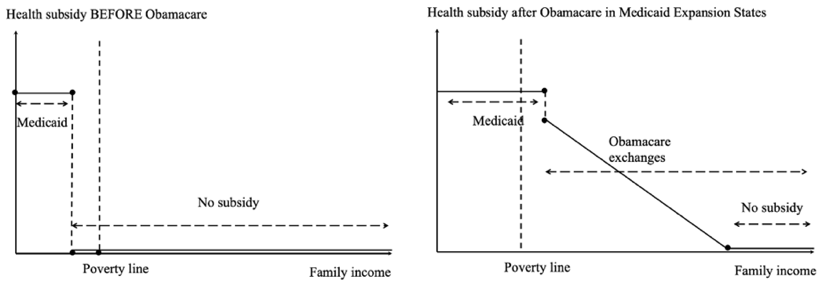 Health subsidy BEFORE Obamacare
Medicaid
No subsidy
Poverty line
Family income
Health subsidy after Obamacare in Medicaid Expansion States
Medicaid
Obamacare
exchanges
No subsidy
Poverty line
Family income